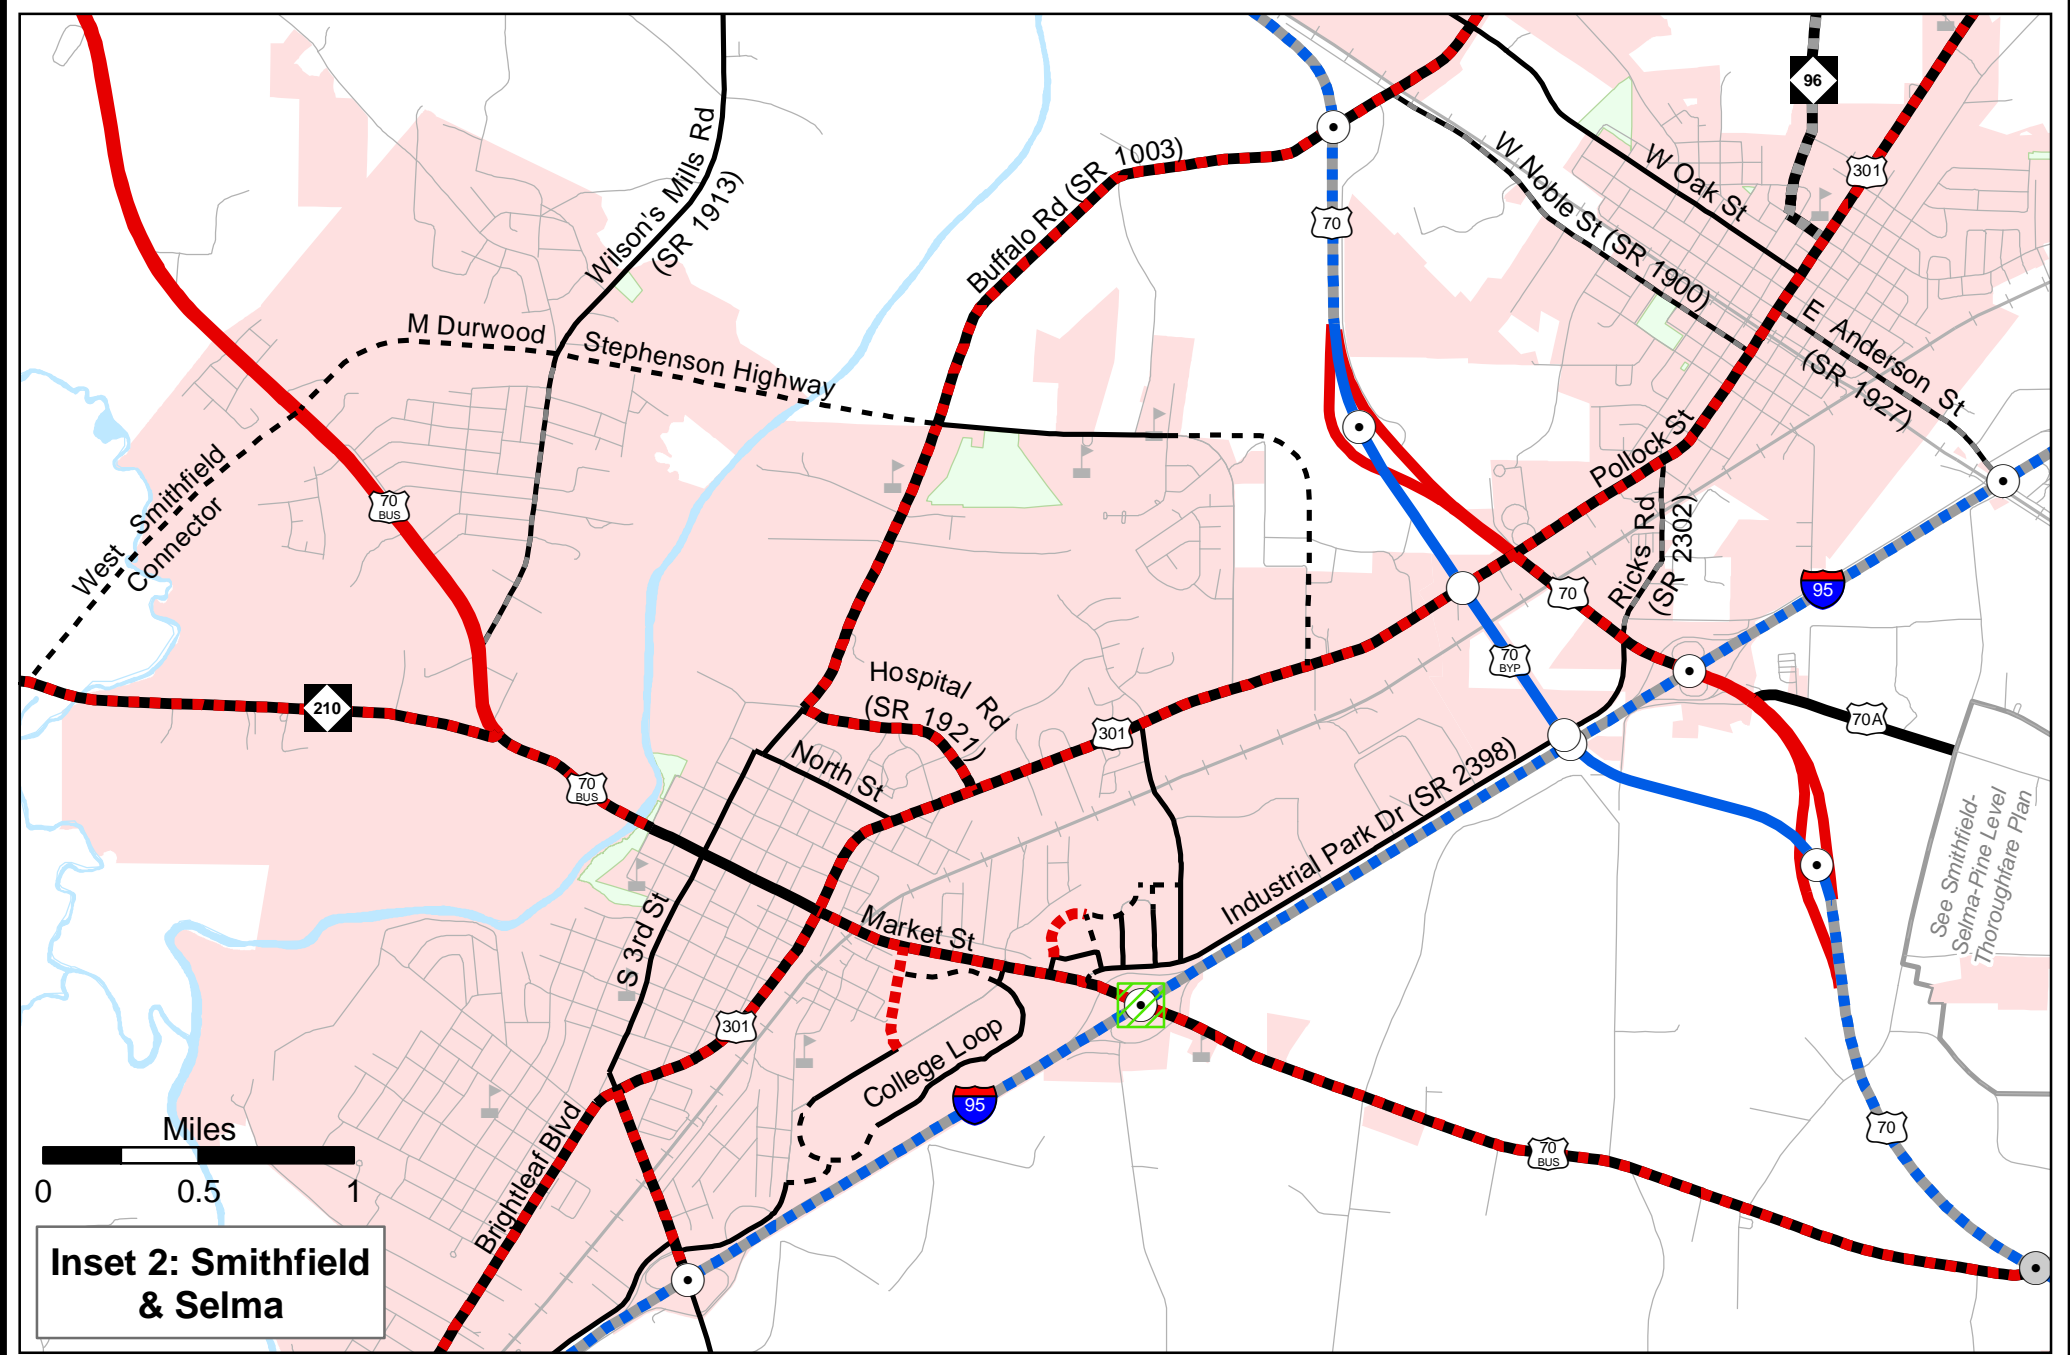 96
W Noble St (SR 1900)
W Oak St
301
Wilson's Mills Rd
(SR 1913)
Buffalo Rd (SR 1003)
70
M Durwood
Stephenson Highway
E Anderson St
(SR 1927)
West Smithfield
Connector
70
BUS
Pollock St
Ricks Rd
(SR 2302)
95
70
70
BYP
210
Hospital Rd
(SR 1921)
301
70A
North St
70
BUS
Industrial Park Dr (SR 2398)
See Smithfield-
Selma-Pine Level
Thoroughfare Plan
S 3rd St
Market St
301
College Loop
95
70
70
BUS
Brightleaf Blvd
Miles
0 0.5 1
Inset 2: Smithfield
& Selma